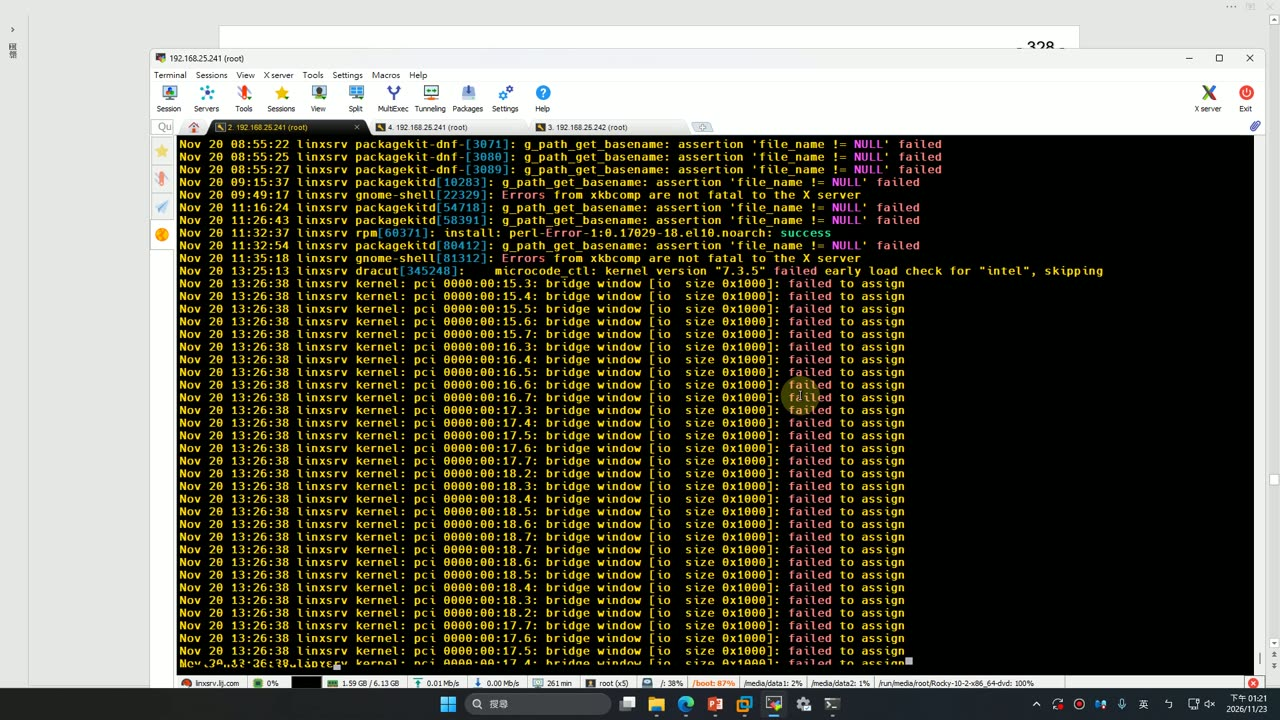 - 328 -
192.168.25.241 (root)
Terminal Sessions View X server Tools Settings Macros Help
Session Servers Tools Sessions View Split MultiExec Tunneling Packages Settings Help X server Exit
Qu 2. 192.168.25.241 (root) 4. 192.168.25.241 (root) 3. 192.168.25.242 (root)
Nov 20 08:55:22 linxsrv packagekit-dnf-[3071]: g_path_get_basename: assertion 'file_name != NULL' failed
Nov 20 08:55:25 linxsrv packagekit-dnf-[3080]: g_path_get_basename: assertion 'file_name != NULL' failed
Nov 20 08:55:27 linxsrv packagekit-dnf-[3089]: g_path_get_basename: assertion 'file_name != NULL' failed
Nov 20 09:15:37 linxsrv packagekitd[10283]: g_path_get_basename: assertion 'file_name != NULL' failed
Nov 20 09:49:17 linxsrv gnome-shell[22329]: Errors from xkbcomp are not fatal to the X server
Nov 20 11:16:24 linxsrv packagekitd[54718]: g_path_get_basename: assertion 'file_name != NULL' failed
Nov 20 11:26:43 linxsrv packagekitd[58391]: g_path_get_basename: assertion 'file_name != NULL' failed
Nov 20 11:32:37 linxsrv rpm[60371]: install: perl-Error-1:0.17029-18.el10.noarch: success
Nov 20 11:32:54 linxsrv packagekitd[80412]: g_path_get_basename: assertion 'file_name != NULL' failed
Nov 20 11:35:18 linxsrv gnome-shell[81312]: Errors from xkbcomp are not fatal to the X server
Nov 20 13:25:13 linxsrv dracut[345248]:    microcode_ctl: kernel version "7.3.5" failed early load check for "intel", skipping
Nov 20 13:26:38 linxsrv kernel: pci 0000:00:15.3: bridge window [io  size 0x1000]: failed to assign
Nov 20 13:26:38 linxsrv kernel: pci 0000:00:15.4: bridge window [io  size 0x1000]: failed to assign
Nov 20 13:26:38 linxsrv kernel: pci 0000:00:15.5: bridge window [io  size 0x1000]: failed to assign
Nov 20 13:26:38 linxsrv kernel: pci 0000:00:15.6: bridge window [io  size 0x1000]: failed to assign
Nov 20 13:26:38 linxsrv kernel: pci 0000:00:15.7: bridge window [io  size 0x1000]: failed to assign
Nov 20 13:26:38 linxsrv kernel: pci 0000:00:16.3: bridge window [io  size 0x1000]: failed to assign
Nov 20 13:26:38 linxsrv kernel: pci 0000:00:16.4: bridge window [io  size 0x1000]: failed to assign
Nov 20 13:26:38 linxsrv kernel: pci 0000:00:16.5: bridge window [io  size 0x1000]: failed to assign
Nov 20 13:26:38 linxsrv kernel: pci 0000:00:16.6: bridge window [io  size 0x1000]: failed to assign
Nov 20 13:26:38 linxsrv kernel: pci 0000:00:16.7: bridge window [io  size 0x1000]: failed to assign
Nov 20 13:26:38 linxsrv kernel: pci 0000:00:17.3: bridge window [io  size 0x1000]: failed to assign
Nov 20 13:26:38 linxsrv kernel: pci 0000:00:17.4: bridge window [io  size 0x1000]: failed to assign
Nov 20 13:26:38 linxsrv kernel: pci 0000:00:17.5: bridge window [io  size 0x1000]: failed to assign
Nov 20 13:26:38 linxsrv kernel: pci 0000:00:17.6: bridge window [io  size 0x1000]: failed to assign
Nov 20 13:26:38 linxsrv kernel: pci 0000:00:17.7: bridge window [io  size 0x1000]: failed to assign
Nov 20 13:26:38 linxsrv kernel: pci 0000:00:18.2: bridge window [io  size 0x1000]: failed to assign
Nov 20 13:26:38 linxsrv kernel: pci 0000:00:18.3: bridge window [io  size 0x1000]: failed to assign
Nov 20 13:26:38 linxsrv kernel: pci 0000:00:18.4: bridge window [io  size 0x1000]: failed to assign
Nov 20 13:26:38 linxsrv kernel: pci 0000:00:18.5: bridge window [io  size 0x1000]: failed to assign
Nov 20 13:26:38 linxsrv kernel: pci 0000:00:18.6: bridge window [io  size 0x1000]: failed to assign
Nov 20 13:26:38 linxsrv kernel: pci 0000:00:18.7: bridge window [io  size 0x1000]: failed to assign
Nov 20 13:26:38 linxsrv kernel: pci 0000:00:18.7: bridge window [io  size 0x1000]: failed to assign
Nov 20 13:26:38 linxsrv kernel: pci 0000:00:18.6: bridge window [io  size 0x1000]: failed to assign
Nov 20 13:26:38 linxsrv kernel: pci 0000:00:18.5: bridge window [io  size 0x1000]: failed to assign
Nov 20 13:26:38 linxsrv kernel: pci 0000:00:18.4: bridge window [io  size 0x1000]: failed to assign
Nov 20 13:26:38 linxsrv kernel: pci 0000:00:18.3: bridge window [io  size 0x1000]: failed to assign
Nov 20 13:26:38 linxsrv kernel: pci 0000:00:18.2: bridge window [io  size 0x1000]: failed to assign
Nov 20 13:26:38 linxsrv kernel: pci 0000:00:17.7: bridge window [io  size 0x1000]: failed to assign
Nov 20 13:26:38 linxsrv kernel: pci 0000:00:17.6: bridge window [io  size 0x1000]: failed to assign
Nov 20 13:26:38 linxsrv kernel: pci 0000:00:17.5: bridge window [io  size 0x1000]: failed to assign
kernel: pci 0000:00:17.4: bridge window [io  size 0x1000]: failed to assign
linxsrv.lij.com 0% 1.59 GB / 6.13 GB 0.01 Mb/s 0.00 Mb/s 261 min root (x5) /: 38% /boot: 87% /media/data1: 2% /media/data2: 1% /run/media/root/Rocky-10-2-x86_64-dvd: 100%
搜尋 英 下午 01:21
2026/11/23